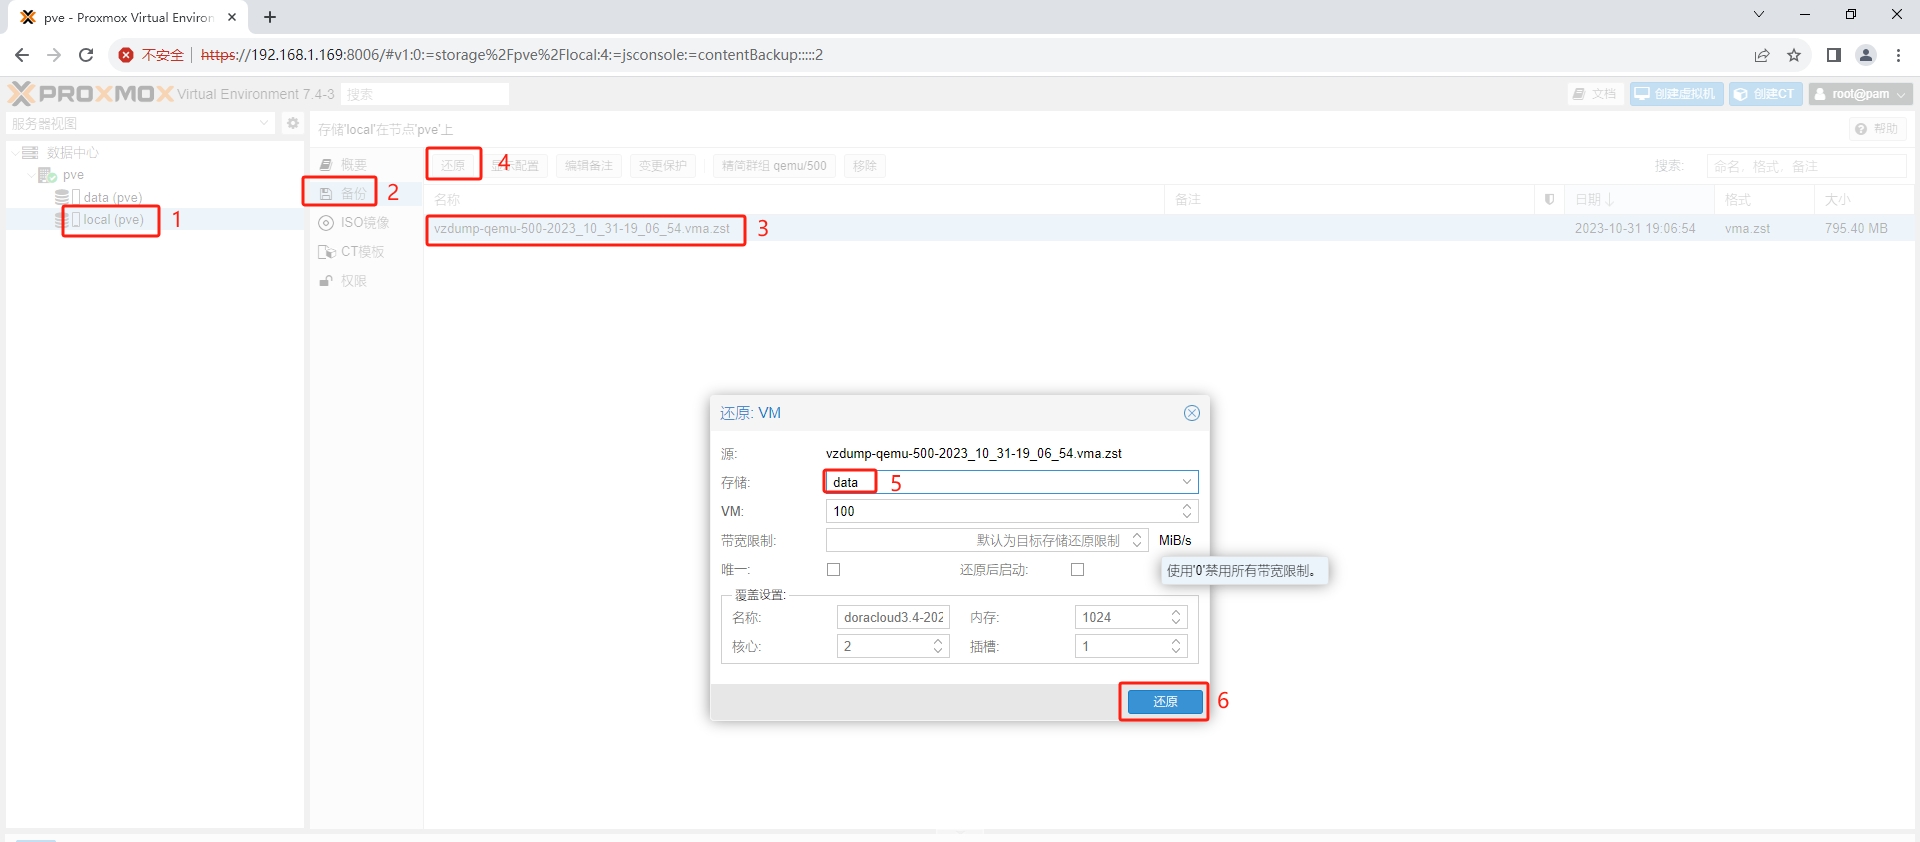 pve - Proxmox Virtual Environ
不安全 https://192.168.1.169:8006/#v1:0:=storage%2Fpve%2Flocal:4:=jsconsole:=contentBackup:::::2
PROXMOX Virtual Environment 7.4-3 搜索 文档 创建虚拟机 创建CT root@pam
服务器视图
存储'local'在节点'pve'上 帮助
数据中心
pve
data (pve)
local (pve) 1
概要
备份 2
ISO镜像
CT模板
权限
还原 4 配置 编辑备注 变更保护 精简群组 qemu/500 移除 搜索: 命名、格式、备注
名称 备注 日期 格式 大小
vzdump-qemu-500-2023_10_31-19_06_54.vma.zst 3 2023-10-31 19:06:54 vma.zst 795.40 MB
还原: VM
源: vzdump-qemu-500-2023_10_31-19_06_54.vma.zst
存储: data 5
VM: 100
带宽限制: 默认为目标存储还原限制 MiB/s
唯一: 还原后启动:
使用'0'禁用所有带宽限制。
覆盖设置:
名称: doracloud3.4-202 内存: 1024
核心: 2 插槽: 1
还原 6